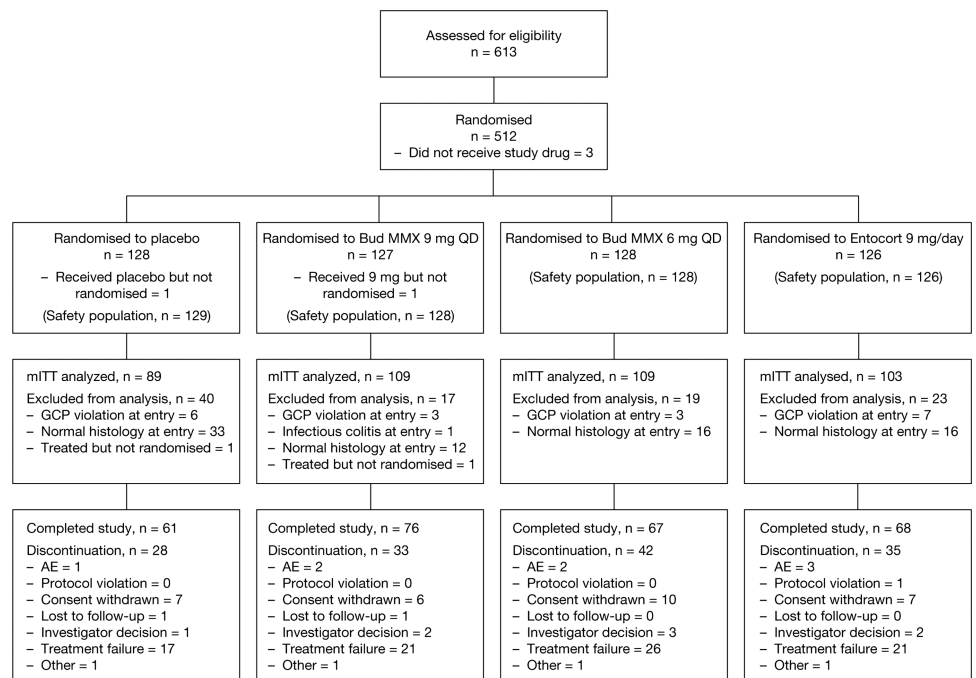 Assessed for eligibility
n = 613
Randomised
n = 512
– Did not receive study drug = 3
Randomised to placebo
n = 128
– Received placebo but not
randomised = 1
(Safety population, n = 129)
Randomised to Bud MMX 9 mg QD
n = 127
– Received 9 mg but not
randomised = 1
(Safety population, n = 128)
Randomised to Bud MMX 6 mg QD
n = 128
(Safety population, n = 128)
Randomised to Entocort 9 mg/day
n = 126
(Safety population, n = 126)
mITT analyzed, n = 89
Excluded from analysis, n = 40
– GCP violation at entry = 6
– Normal histology at entry = 33
– Treated but not randomised = 1
mITT analyzed, n = 109
Excluded from analysis, n = 17
– GCP violation at entry = 3
– Infectious colitis at entry = 1
– Normal histology at entry = 12
– Treated but not randomised = 1
mITT analyzed, n = 109
Excluded from analysis, n = 19
– GCP violation at entry = 3
– Normal histology at entry = 16
mITT analysed, n = 103
Excluded from analysis, n = 23
– GCP violation at entry = 7
– Normal histology at entry = 16
Completed study, n = 61
Discontinuation, n = 28
– AE = 1
– Protocol violation = 0
– Consent withdrawn = 7
– Lost to follow-up = 1
– Investigator decision = 1
– Treatment failure = 17
– Other = 1
Completed study, n = 76
Discontinuation, n = 33
– AE = 2
– Protocol violation = 0
– Consent withdrawn = 6
– Lost to follow-up = 1
– Investigator decision = 2
– Treatment failure = 21
– Other = 1
Completed study, n = 67
Discontinuation, n = 42
– AE = 2
– Protocol violation = 0
– Consent withdrawn = 10
– Lost to follow-up = 0
– Investigator decision = 3
– Treatment failure = 26
– Other = 1
Completed study, n = 68
Discontinuation, n = 35
– AE = 3
– Protocol violation = 1
– Consent withdrawn = 7
– Lost to follow-up = 0
– Investigator decision = 2
– Treatment failure = 21
– Other = 1